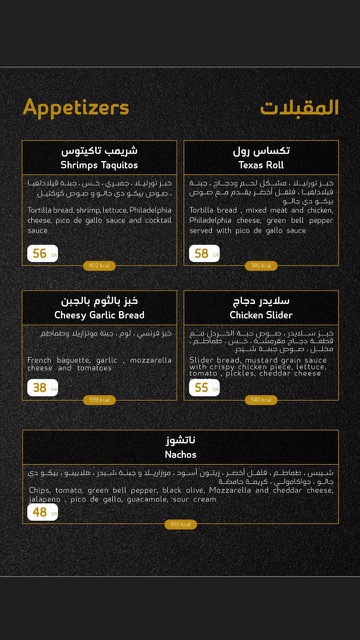 Appetizers
المقبلات
شريمب تاكيتوس
Shrimps Taquitos
خبز تورتيلا ، جمبري ، خس ، جبنة فيلادلفيا
، صوص بيكو دي جالو و صوص كوكتيل
Tortilla bread, shrimp, lettuce, Philadelphia
cheese, pico de gallo sauce and cocktail
sauce
56
402 kcal
تكساس رول
Texas Roll
خبز تورتيلا ، مشكل لحم ودجاج ، جبنة
فيلادلفيا ، فلفل أخضر يقدم مع صوص
بيكو دي جالو
Tortilla bread , mixed meat and chicken,
Philadelphia cheese, green bell pepper
served with pico de gallo sauce
58
385 kcal
خبز بالثوم بالجبن
Cheesy Garlic Bread
خبز فرنسي ، ثوم ، جبنة موتزاريلا وطماطم
French baguette, garlic , mozzarella
cheese and tomatoes
38
559 kcal
سلايدر دجاج
Chicken Slider
خبز سلايدر ، صوص حبة الخردل مع
قطعة دجاج مقرمشة ، خس ، طماطم ،
مخلل ، صوص جبنة شيدر
Slider bread, mustard grain sauce
with crispy chicken piece, lettuce,
tomato , pickles, cheddar cheese
55
540 kcal
ناتشوز
Nachos
شيبس ، طماطم ، فلفل أخضر ، زيتون أسود ، موزاريلا و جبنة شيدر ، هلابينو ، بيكو دي
جالو ، جواكامولي ، كريمة حامضة
Chips, tomato, green bell pepper, black olive, Mozzarella and cheddar cheese,
jalapeno , pico de gallo, guacamole, sour cream
48
900 kcal